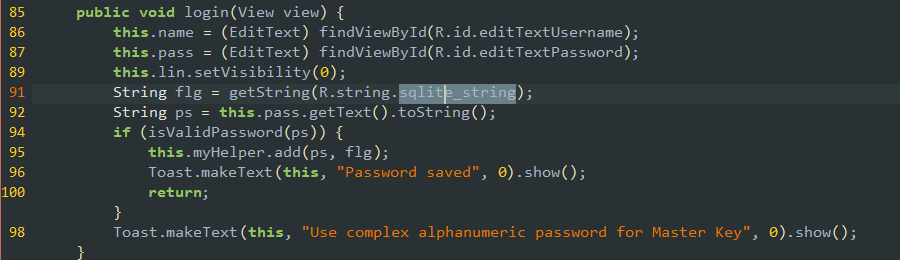 85 public void login(View view) {
86 this.name = (EditText) findViewById(R.id.editTextUsername);
87 this.pass = (EditText) findViewById(R.id.editTextPassword);
89 this.lin.setVisibility(0);
91 String flg = getString(R.string.sqlite_string);
92 String ps = this.pass.getText().toString();
94 if (isValidPassword(ps)) {
95 this.myHelper.add(ps, flg);
96 Toast.makeText(this, "Password saved", 0).show();
100 return;
}
98 Toast.makeText(this, "Use complex alphanumeric password for Master Key", 0).show();
}